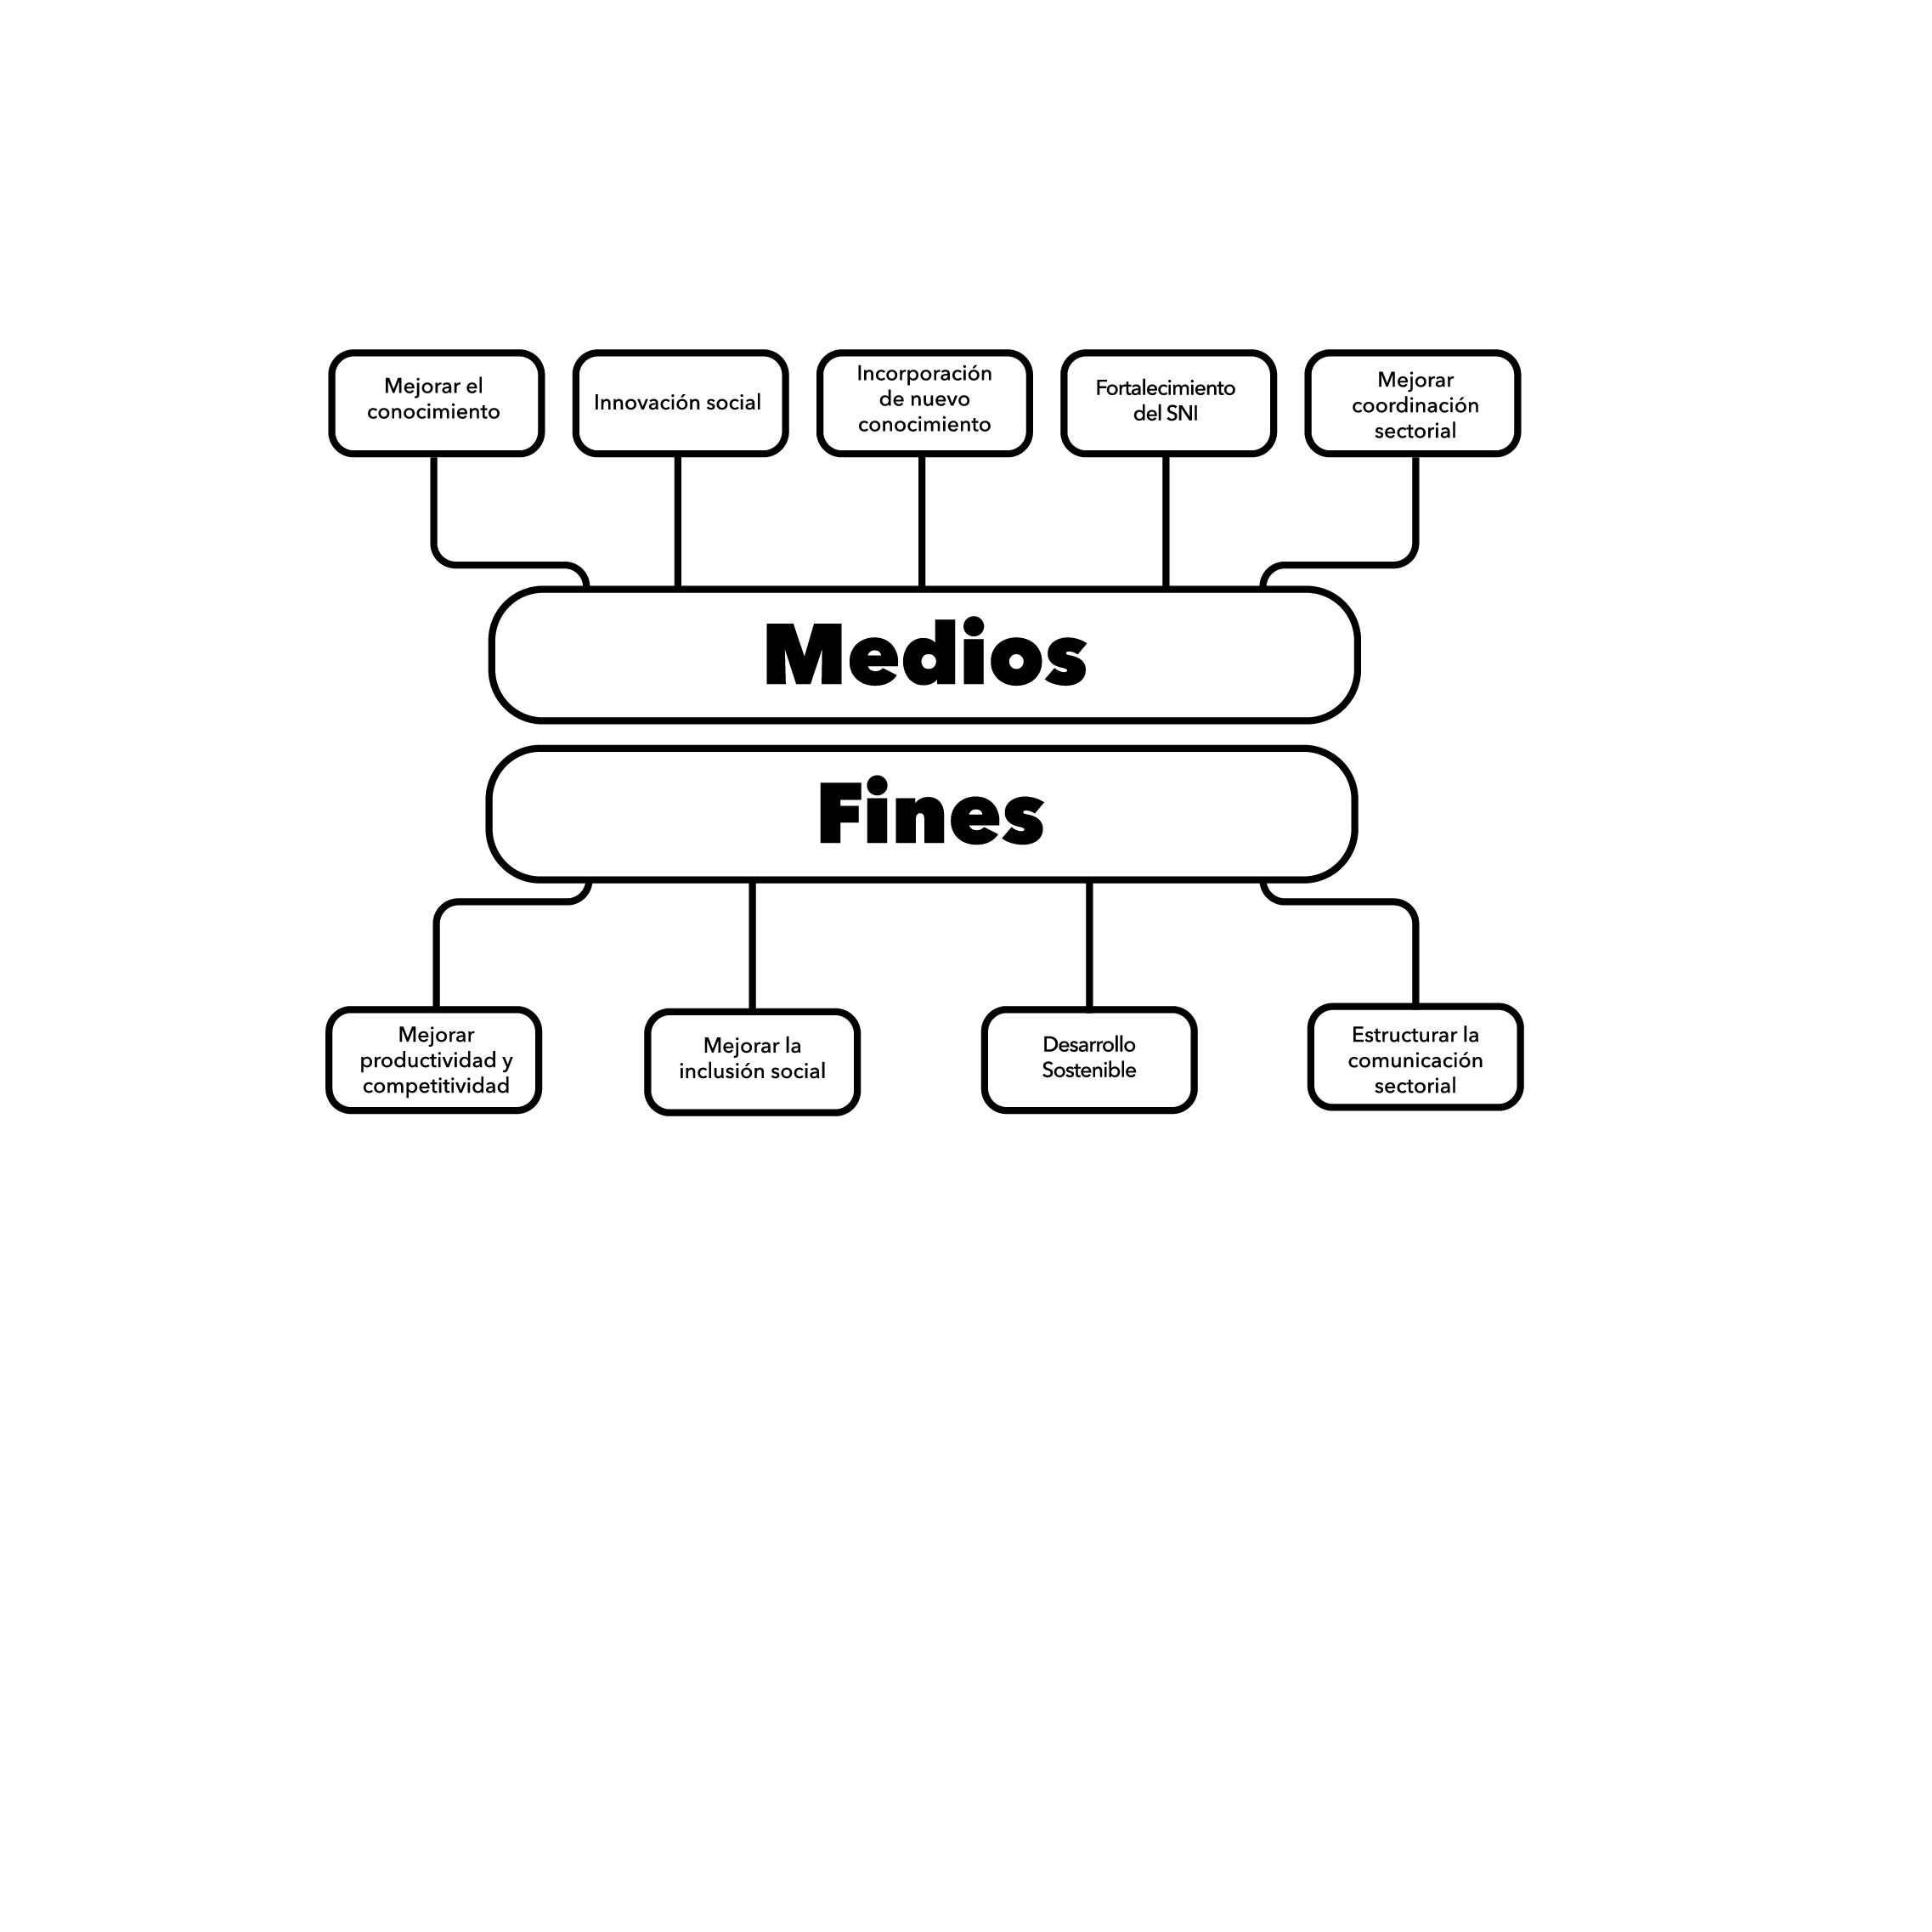 Mejorar el
conocimiento
Innovación social
Incorporación
de nuevo
conocimiento
Fortalecimiento
del SNI
Mejorar
coordinación
sectorial
Medios
Fines
Mejorar
productividad y
competitividad
Mejorar la
inclusión social
Desarrollo
Sostenible
Estructurar la
comunicación
sectorial